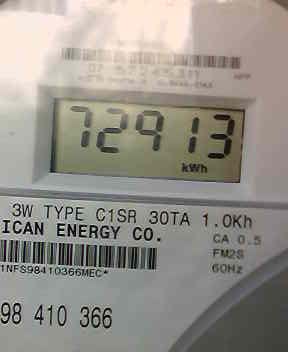 72913
kWh
3W TYPE C1SR 30TA 1.0Kh
ICAN ENERGY CO.
CA 0.5
FM2S
1NFS98410366MEC*
60Hz
98 410 366